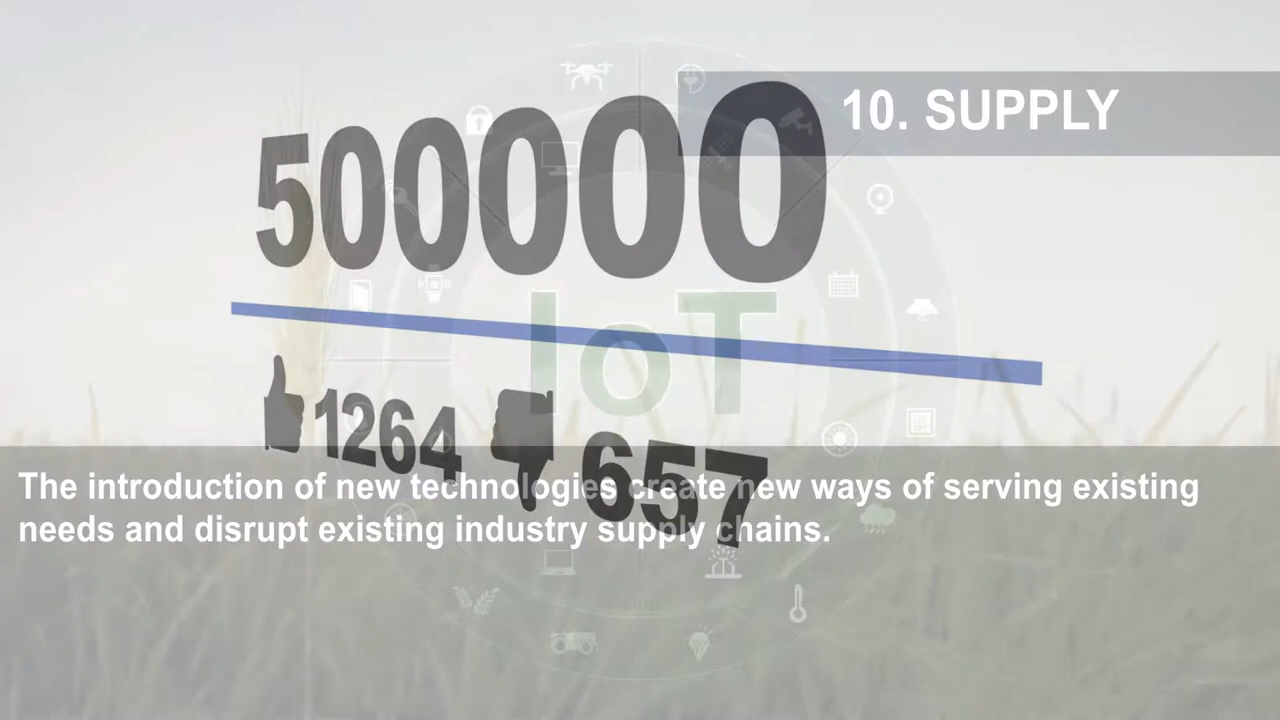 10. SUPPLY
500000
IoT
1264 657
The introduction of new technologies create new ways of serving existing
needs and disrupt existing industry supply chains.